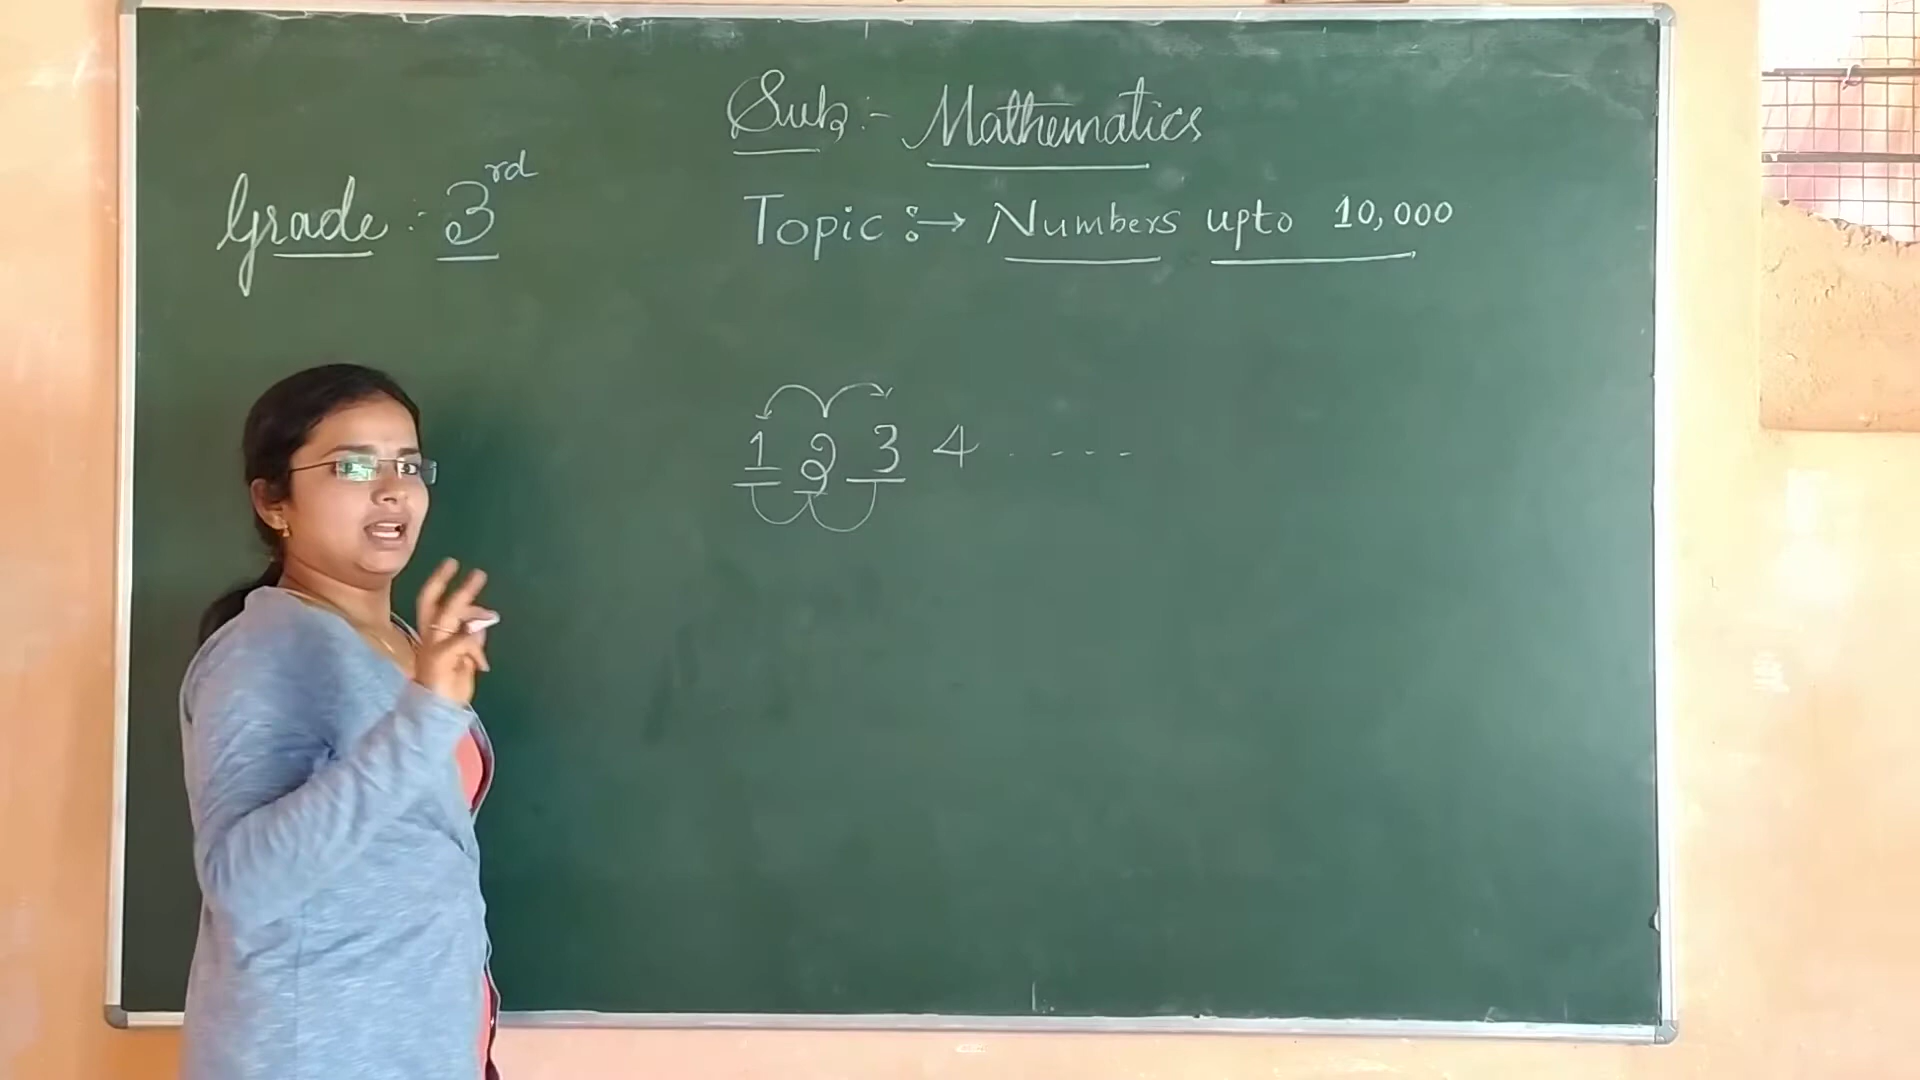 Sub :- Mathematics
Grade :- 3rd
Topic :→ Numbers upto 10,000
1 2 3 4 . - - - -